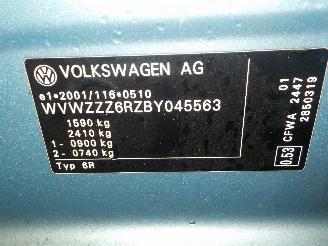 VOLKSWAGEN AG
e1*2001/116*0510
WVWZZZ6RZBY045563
1590 kg
2410 kg
1- 0900 kg
2- 0740 kg
Typ 6R
01
CFWA 2447
2850319
0.53